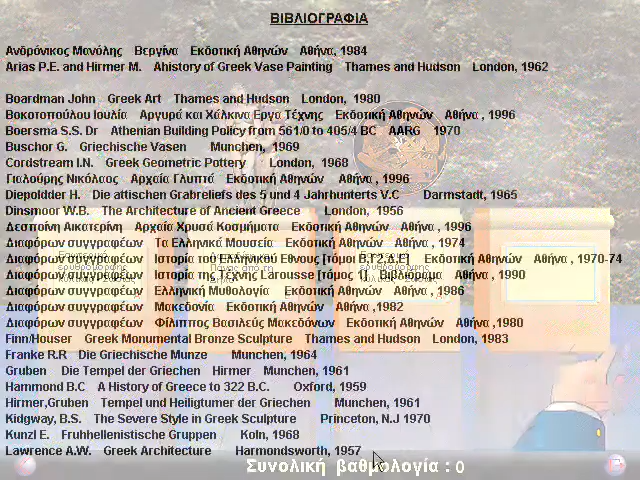 ΒΙΒΛΙΟΓΡΑΦΙΑ
Ανδρόνικος Μανόλης Βεργίνα Εκδοτική Αθηνών Αθήνα, 1984
Arias P.E. and Hirmer M. Ahistory of Greek Vase Painting Thames and Hudson London, 1962
Boardman John Greek Art Thames and Hudson London, 1980
Βοκοτοπούλου Ιουλία Αργυρά και Χάλκινα Εργα Τέχνης Εκδοτική Αθηνών Αθήνα , 1996
Boersma S.S. Dr Athenian Building Policy from 561/0 to 405/4 BC AARG 1970
Buschor G. Griechische Vasen Munchen, 1969
Cordstream I.N. Greek Geometric Pottery London, 1968
Γιαλούρης Νικόλαος Αρχαία Γλυπτά Εκδοτική Αθηνών Αθήνα , 1996
Diepoldder H. Die attischen Grabreliefs des 5 und 4 Jahrhunterts V.C Darmstadt, 1965
Dinsmoor W.B. The Architecture of Ancient Greece London, 1956
Δεσποίνη Αικατερίνη Αρχαία Χρυσά Κοσμήματα Εκδοτική Αθηνών Αθήνα , 1996
Διαφόρων συγγραφέων Τα Ελληνικά Μουσεία Εκδοτική Αθηνών Αθήνα , 1974
Διαφόρων συγγραφέων Ιστορία του Ελληνικού Εθνους [τόμοι Β,Γ2,Δ,Ε] Εκδοτική Αθηνών Αθήνα , 1970-74
Διαφόρων συγγραφέων Ιστορία της Τέχνης Larousse [τόμος 1] Βιβλιόραμα Αθήνα , 1990
Διαφόρων συγγραφέων Ελληνική Μυθολογία Εκδοτική Αθηνών Αθήνα , 1986
Διαφόρων συγγραφέων Μακεδονία Εκδοτική Αθηνών Αθήνα ,1982
Διαφόρων συγγραφέων Φίλιππος Βασιλεύς Μακεδόνων Εκδοτική Αθηνών Αθήνα ,1980
Finn/Houser Greek Monumental Bronze Sculpture Thames and Hudson London, 1983
Franke R.R Die Griechische Munze Munchen, 1964
Gruben Die Tempel der Griechen Hirmer Munchen, 1961
Hammond B.C A History of Greece to 322 B.C. Oxford, 1959
Hirmer,Gruben Tempel und Heiligtumer der Griechen Munchen, 1961
Kidgway, B.S. The Severe Style in Greek Sculpture Princeton, N.J 1970
Kunzl E. Fruhhellenistische Gruppen Koln, 1968
Lawrence A.W. Greek Architecture Harmondsworth, 1957
Συνολική βαθμολογία : 0